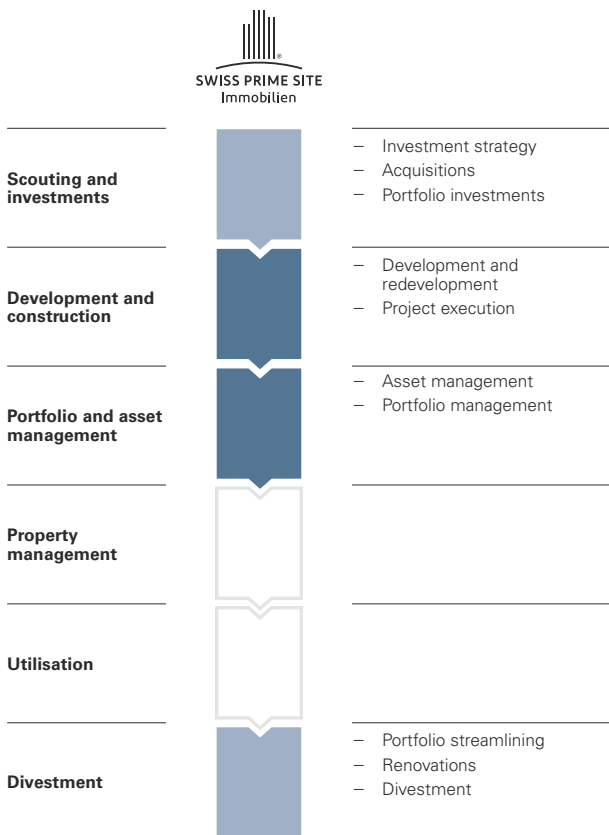 SWISS PRIME SITE
Immobilien
Scouting and
investments
– Investment strategy
– Acquisitions
– Portfolio investments
Development and
construction
– Development and
redevelopment
– Project execution
Portfolio and asset
management
– Asset management
– Portfolio management
Property
management
Utilisation
Divestment
– Portfolio streamlining
– Renovations
– Divestment